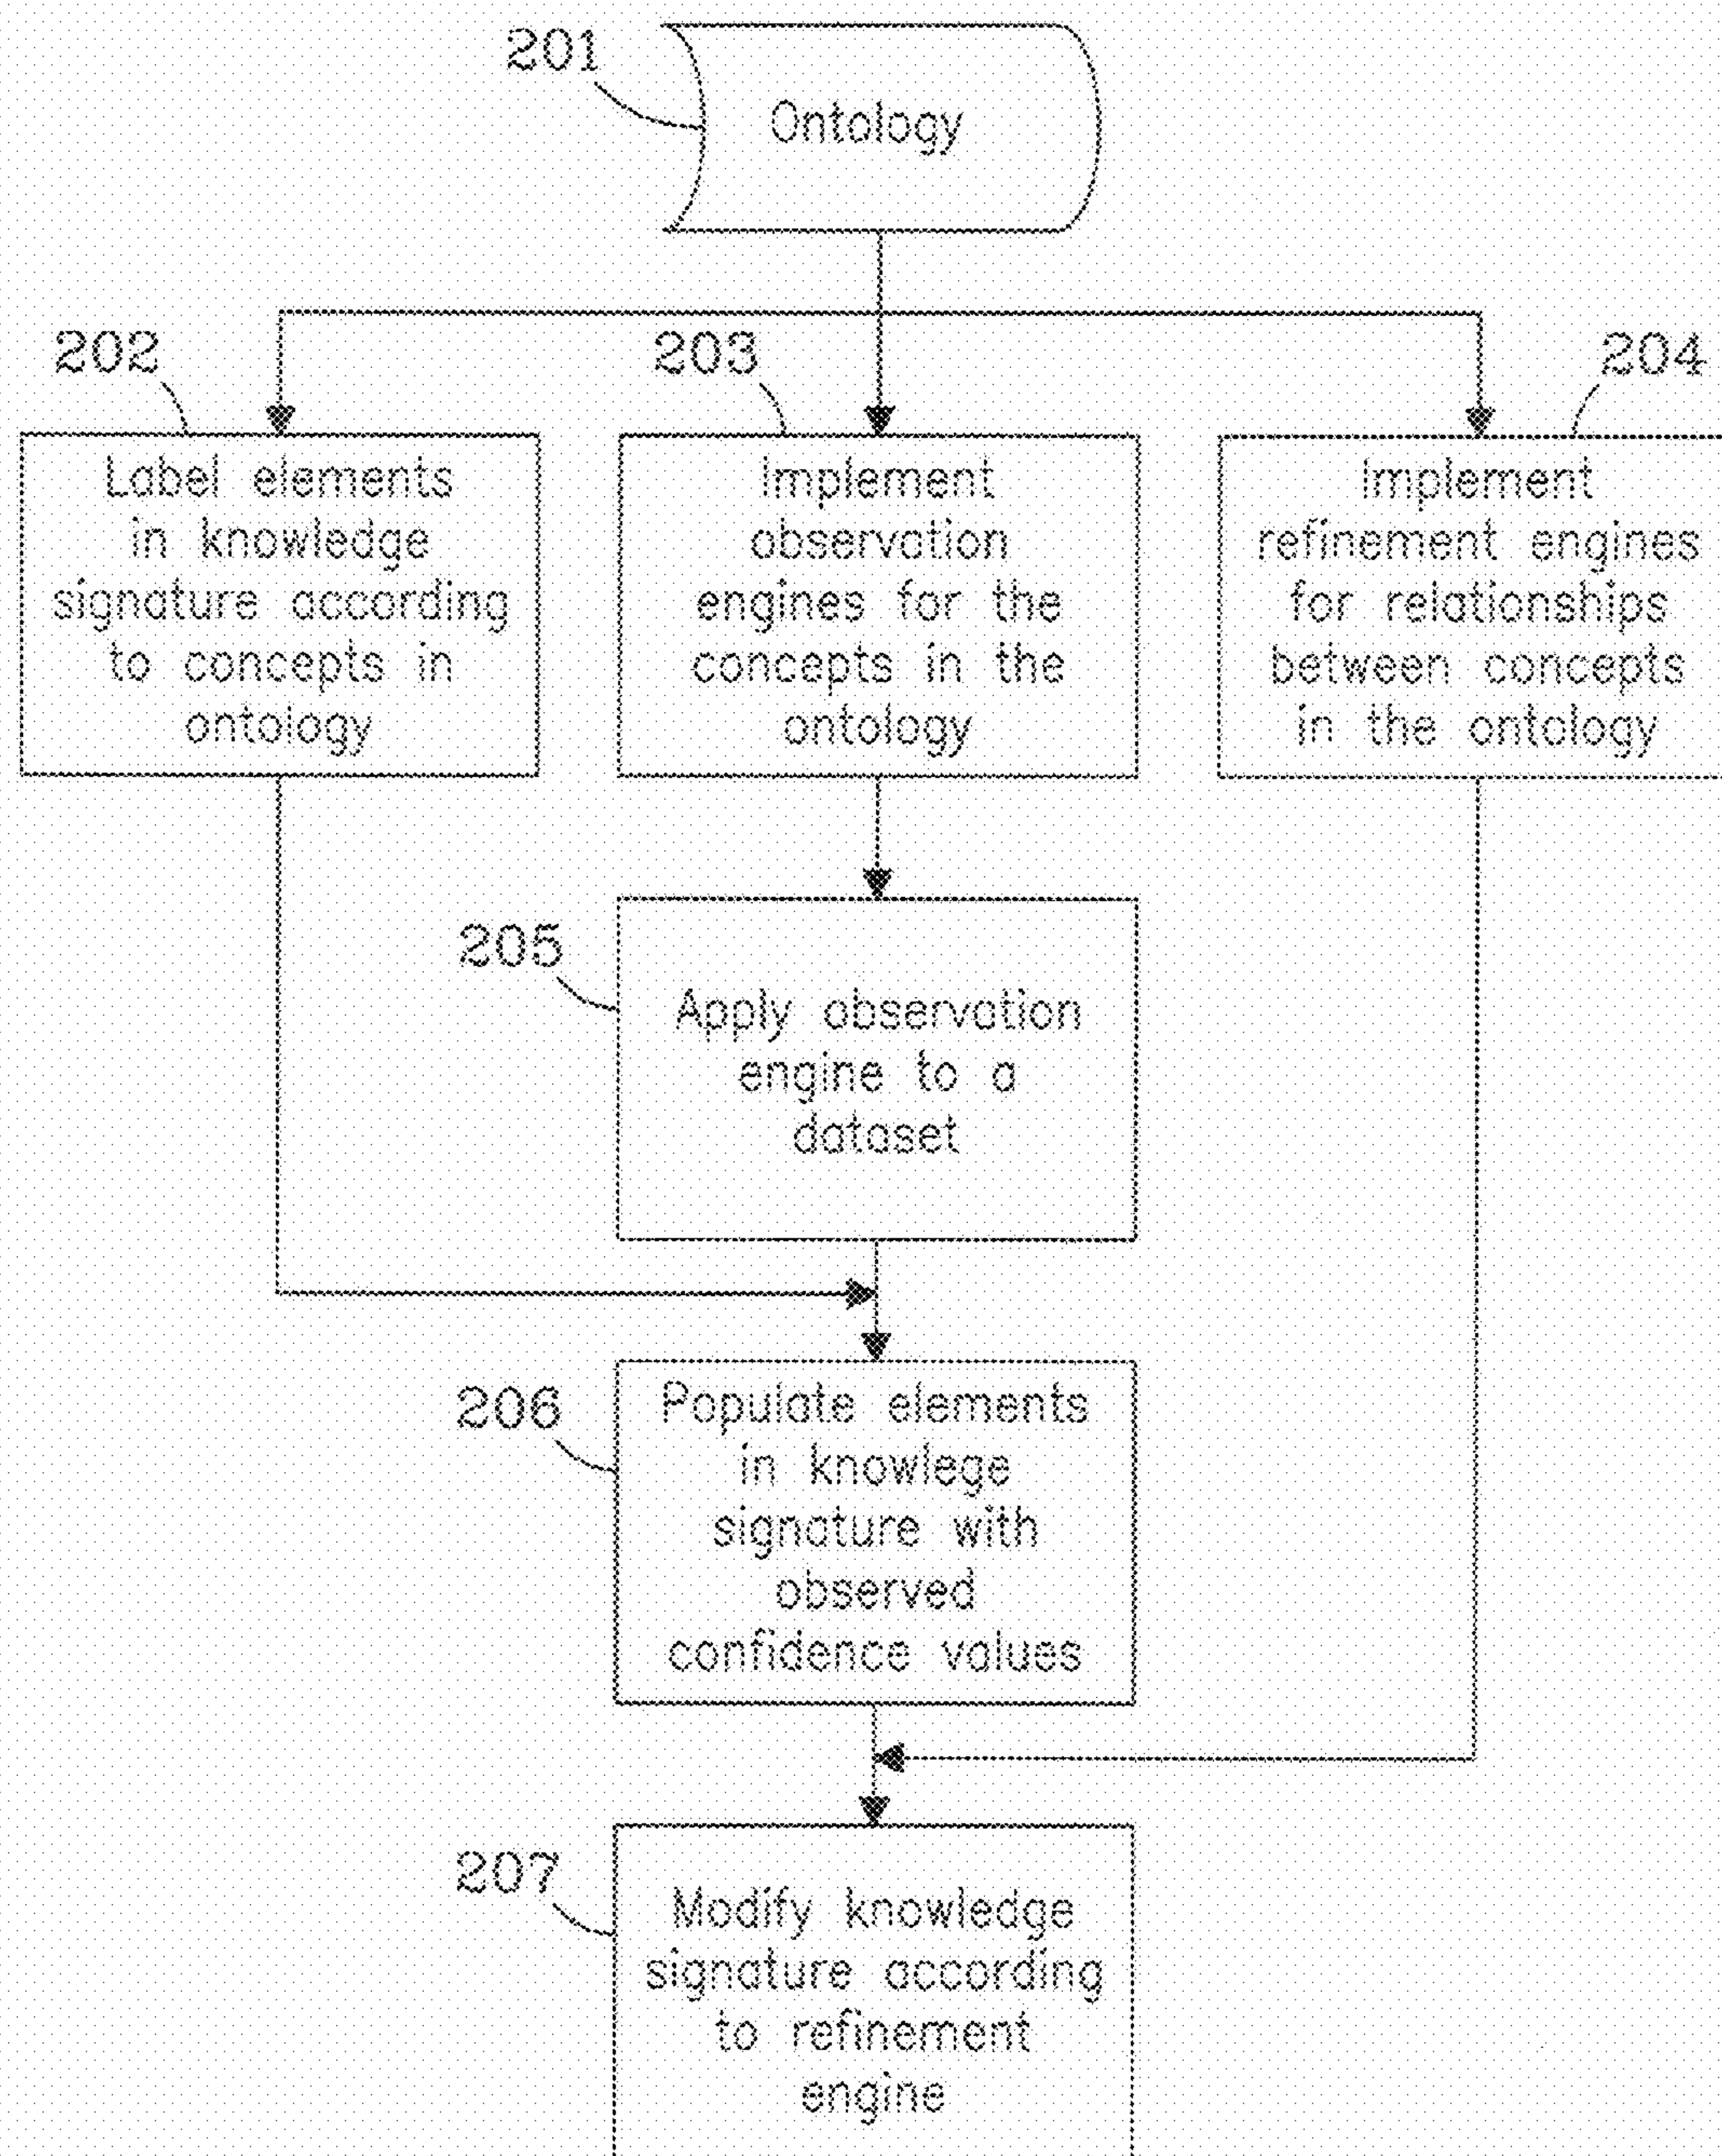 201
Ontology
202
203
204
Label elements
in knowledge
signature according
to concepts in
ontology
Implement
observation
engines for the
concepts in the
ontology
Implement
refinement engines
for relationships
between concepts
in the ontology
205
Apply observation
engine to a
dataset
206
Populate elements
in knowlege
signature with
observed
confidence values
207
Modify knowledge
signature according
to refinement
engine